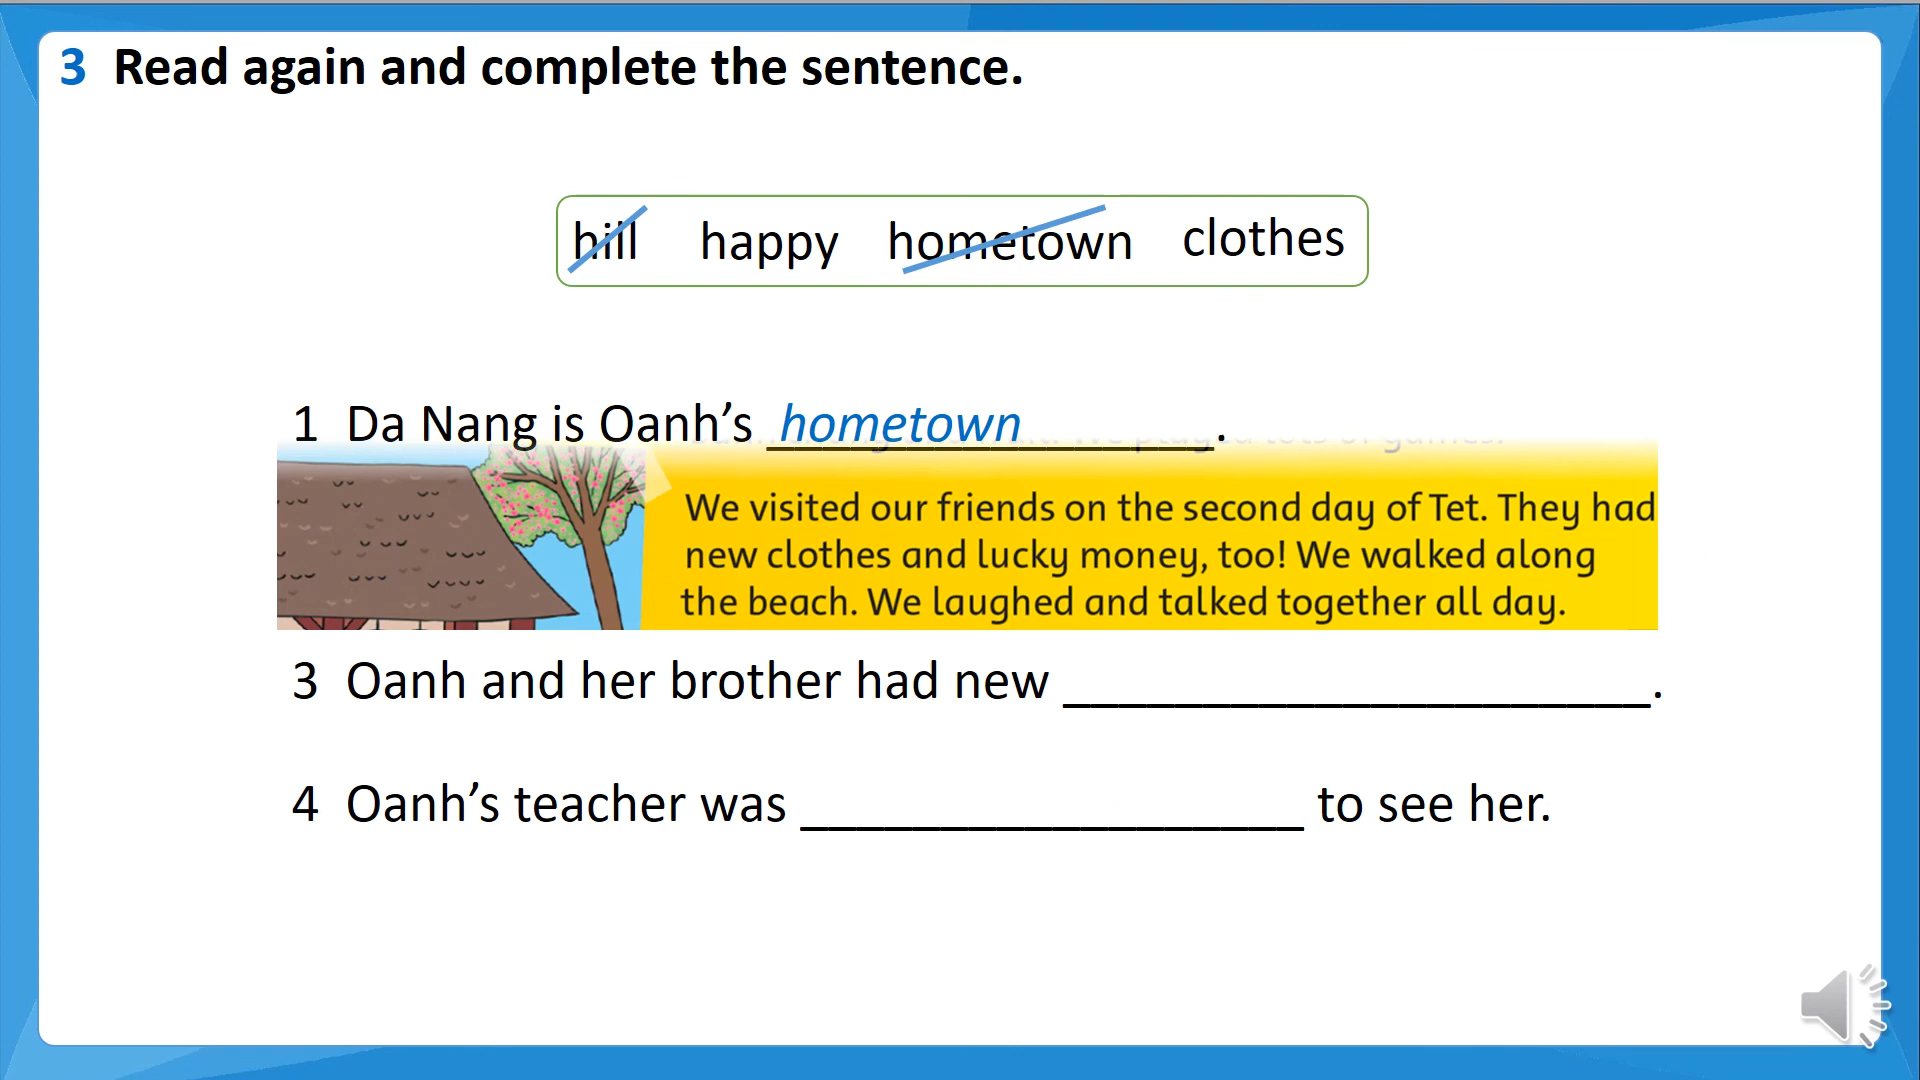 3 Read again and complete the sentence.
hill happy hometown clothes
1 Da Nang is Oanh’s _hometown_______.
We visited our friends on the second day of Tet. They had
new clothes and lucky money, too! We walked along
the beach. We laughed and talked together all day.
3 Oanh and her brother had new _____________________.
4 Oanh’s teacher was __________________ to see her.